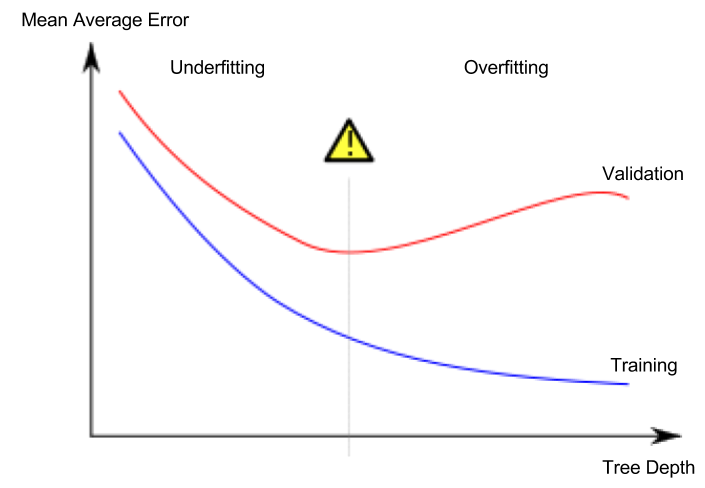 Mean Average Error
Underfitting
Overfitting
!
Validation
Training
Tree Depth